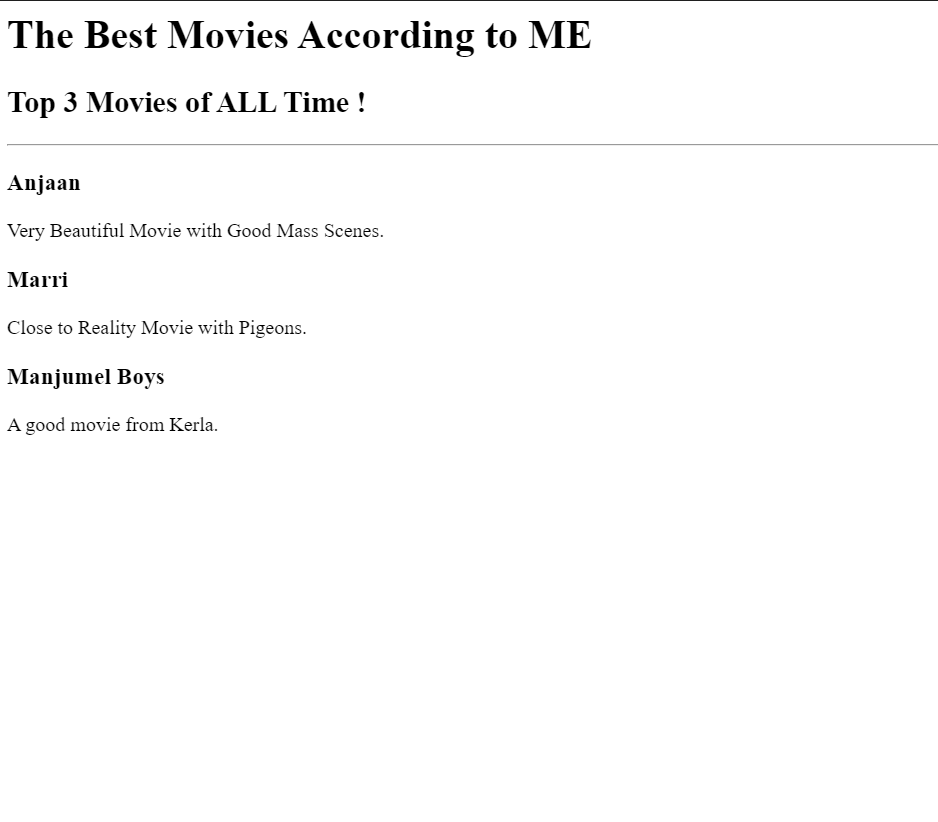 The Best Movies According to ME
Top 3 Movies of ALL Time !
Anjaan
Very Beautiful Movie with Good Mass Scenes.
Marri
Close to Reality Movie with Pigeons.
Manjumel Boys
A good movie from Kerla.